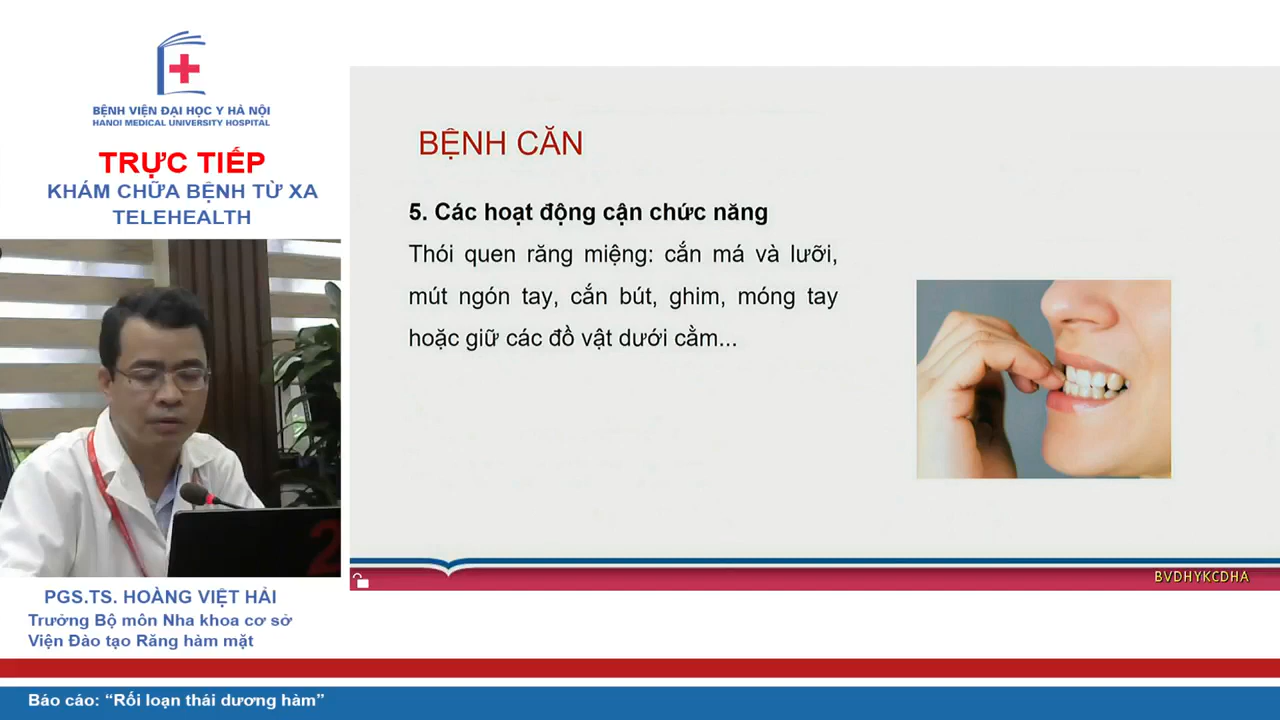 BỆNH VIỆN ĐẠI HỌC Y HÀ NỘI
HANOI MEDICAL UNIVERSITY HOSPITAL
TRỰC TIẾP
KHÁM CHỮA BỆNH TỪ XA
TELEHEALTH
BỆNH CĂN
5. Các hoạt động cận chức năng
Thói quen răng miệng: cắn má và lưỡi,
mút ngón tay, cắn bút, ghim, móng tay
hoặc giữ các đồ vật dưới cằm...
2
BVDHYKCDHA
PGS.TS. HOÀNG VIỆT HẢI
Trưởng Bộ môn Nha khoa cơ sở
Viện Đào tạo Răng hàm mặt
Báo cáo: “Rối loạn thái dương hàm”